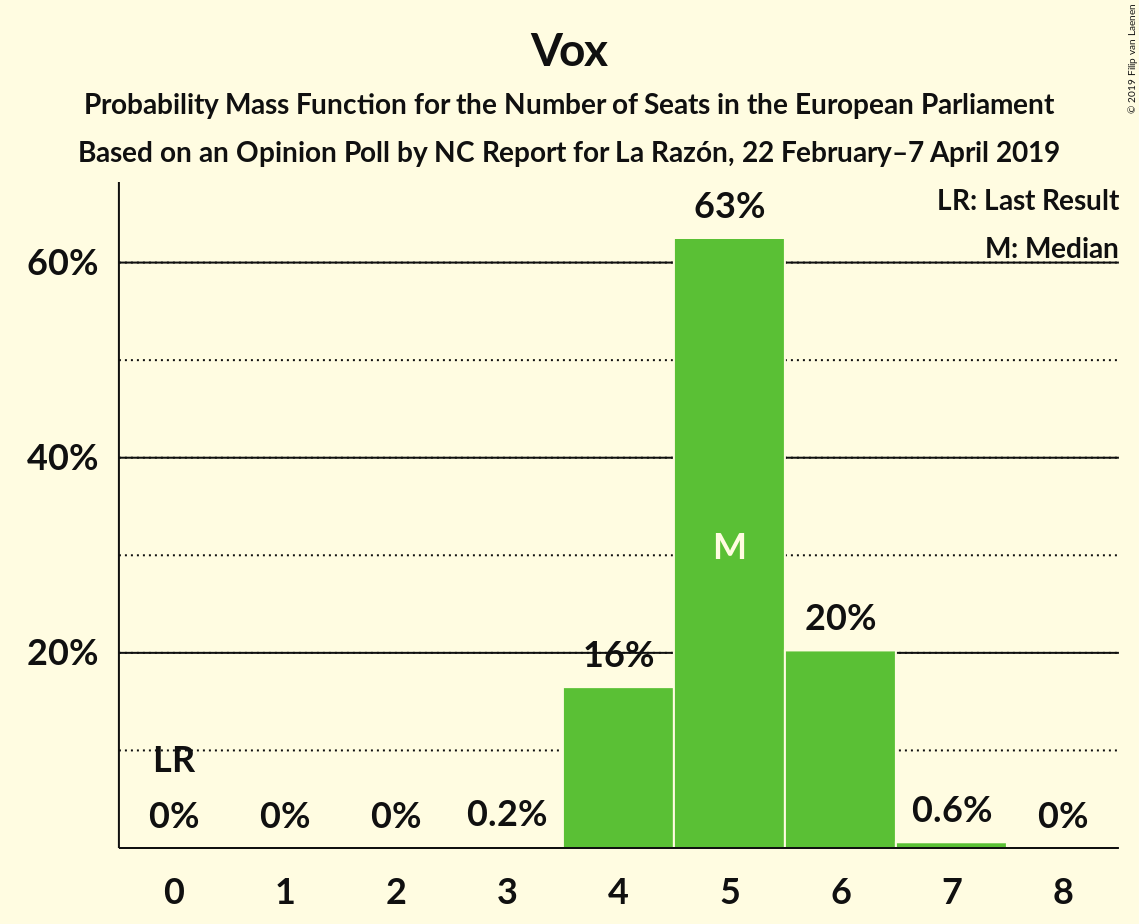 Vox
Probability Mass Function for the Number of Seats in the European Parliament
Based on an Opinion Poll by NC Report for La Razón, 22 February–7 April 2019
© 2019 Filip van Laenen
LR: Last Result
M: Median
63%
60%
40%
M
20%
20%
16%
LR
0%
0%
0%
0.2%
0.6%
0%
0
1
2
3
4
5
6
7
8